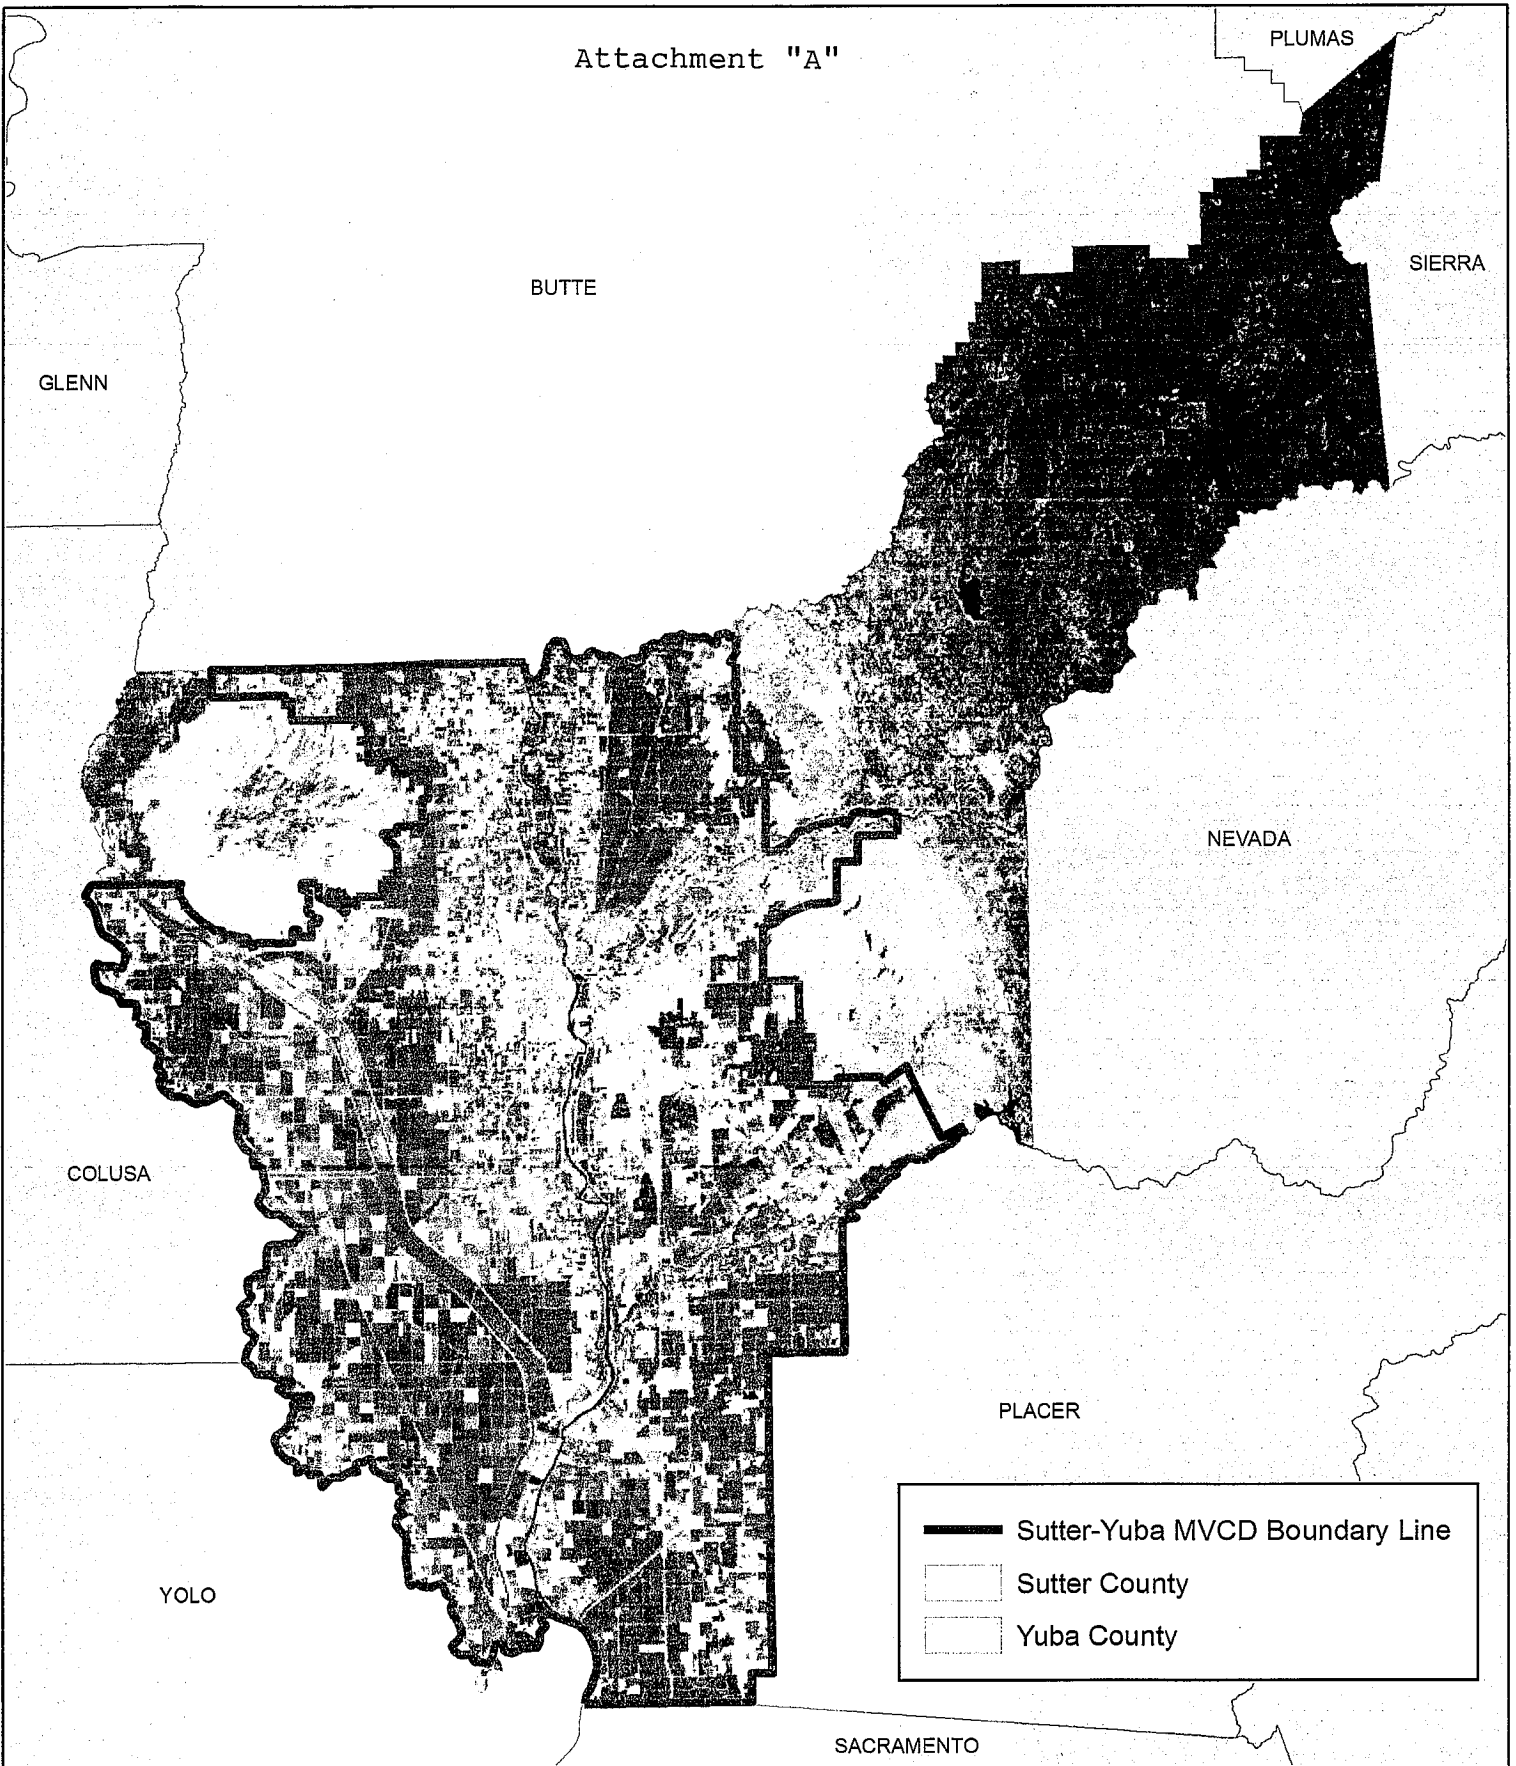 Attachment "A"
PLUMAS
SIERRA
BUTTE
GLENN
NEVADA
COLUSA
PLACER
YOLO
SACRAMENTO
Sutter-Yuba MVCD Boundary Line
Sutter County
Yuba County